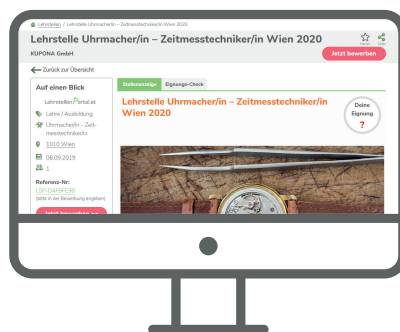 Lehrstellen / Lehrstelle Uhrmacher/in – Zeitmesstechniker/in Wien 2020
Lehrstelle Uhrmacher/in – Zeitmesstechniker/in Wien 2020
KUPONA GmbH
Jetzt bewerben
Zurück zur Übersicht
Auf einen Blick
Lehrstellen Portal.at
Lehre / Ausbildung
Uhrmacher/in – Zeit-
messtechniker/in
1010 Wien
06.09.2019
1
Referenz-Nr:
LSP-D4F9FE9B
(bitte in der Bewerbung angeben)
Stellenanzeige
Eignungs-Check
Lehrstelle Uhrmacher/in – Zeitmesstechniker/in
Wien 2020
Deine
Eignung
?